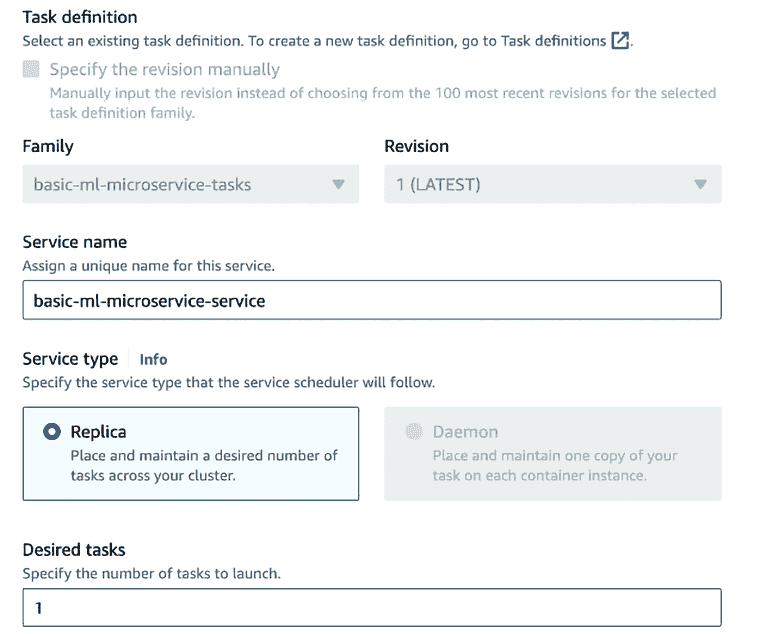 Task definition
Select an existing task definition. To create a new task definition, go to Task definitions.
Specify the revision manually
Manually input the revision instead of choosing from the 100 most recent revisions for the selected
task definition family.
Family
Revision
basic-ml-microservice-tasks
1 (LATEST)
Service name
Assign a unique name for this service.
basic-ml-microservice-service
Service type
Info
Specify the service type that the service scheduler will follow.
Replica
Place and maintain a desired number of
tasks across your cluster.
Daemon
Place and maintain one copy of your
task on each container instance.
Desired tasks
Specify the number of tasks to launch.
1